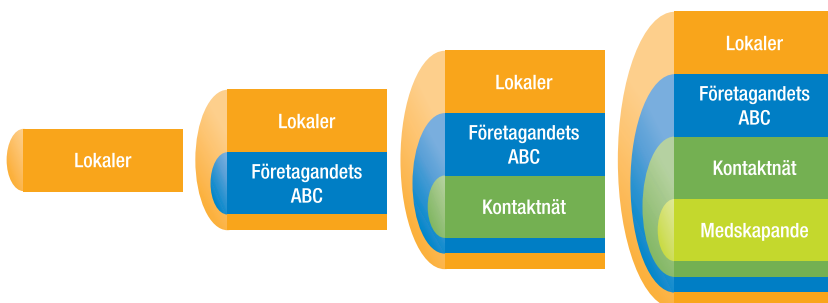 Lokaler
Lokaler
Företagandets
ABC
Lokaler
Företagandets
ABC
Kontaktnät
Lokaler
Företagandets
ABC
Kontaktnät
Medskapande